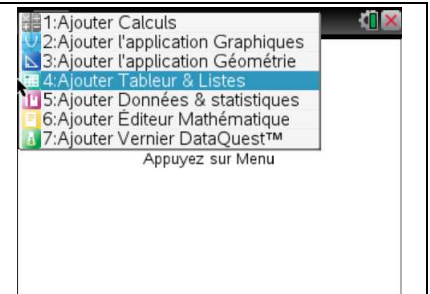 1:Ajouter Calculs
2:Ajouter l'application Graphiques
3:Ajouter l'application Géométrie
4:Ajouter Tableur & Listes
5:Ajouter Données & statistiques
6:Ajouter Éditeur Mathématique
7:Ajouter Vernier DataQuest™
Appuyez sur Menu